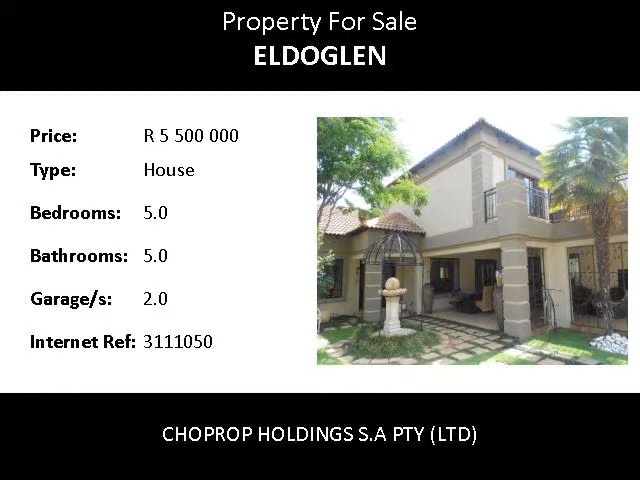 Property For Sale
ELDOGLEN
Price: R 5 500 000
Type: House
Bedrooms: 5.0
Bathrooms: 5.0
Garage/s: 2.0
Internet Ref: 3111050
CHOPROP HOLDINGS S.A PTY (LTD)